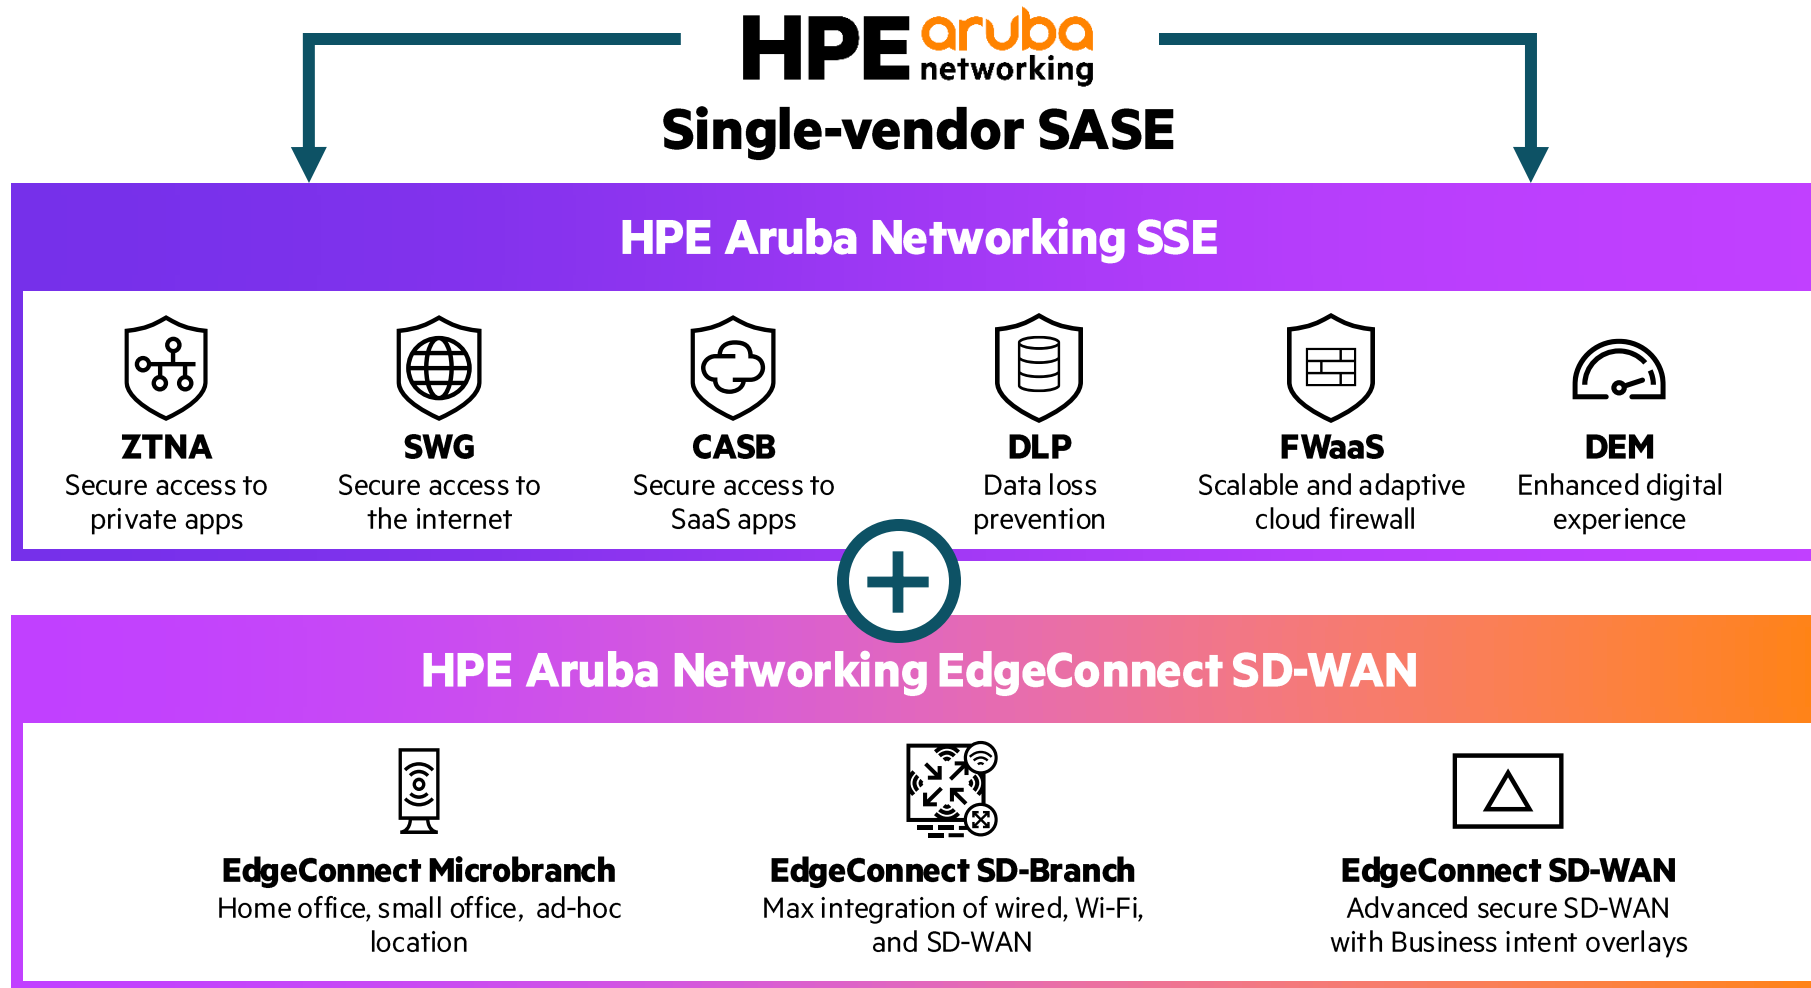 HPE aruba
networking
Single-vendor SASE
HPE Aruba Networking SSE
ZTNA
Secure access to
private apps
SWG
Secure access to
the internet
CASB
Secure access to
SaaS apps
DLP
Data loss
prevention
FWaaS
Scalable and adaptive
cloud firewall
DEM
Enhanced digital
experience
HPE Aruba Networking EdgeConnect SD-WAN
EdgeConnect Microbranch
Home office, small office, ad-hoc
location
EdgeConnect SD-Branch
Max integration of wired, Wi-Fi,
and SD-WAN
EdgeConnect SD-WAN
Advanced secure SD-WAN
with Business intent overlays